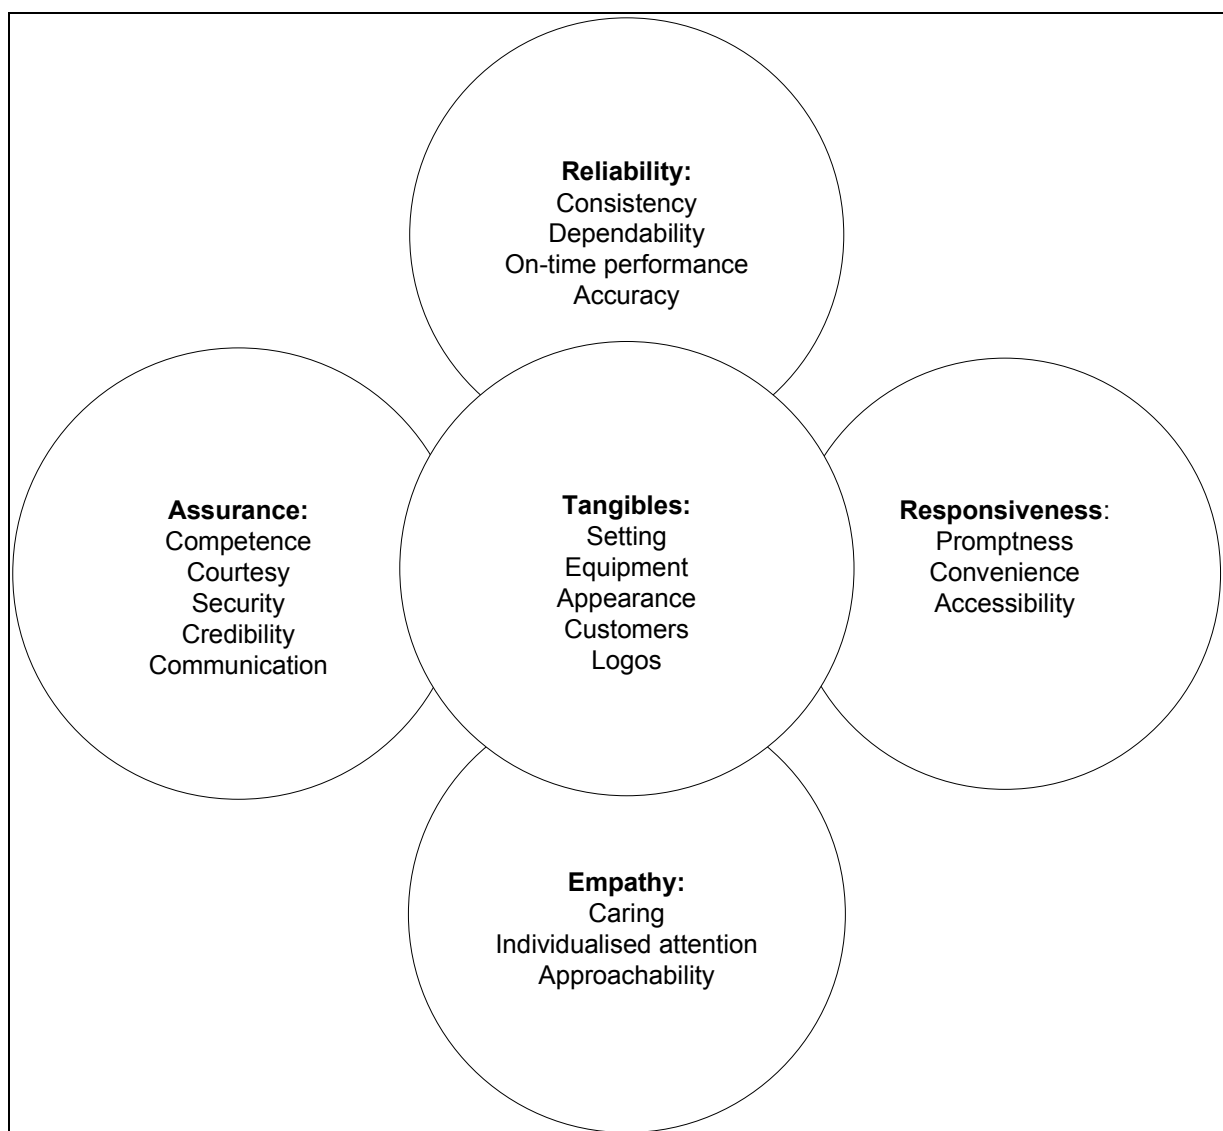 Reliability:
Consistency
Dependability
On-time performance
Accuracy
Assurance:
Competence
Courtesy
Security
Credibility
Communication
Tangibles:
Setting
Equipment
Appearance
Customers
Logos
Responsiveness:
Promptness
Convenience
Accessibility
Empathy:
Caring
Individualised attention
Approachability